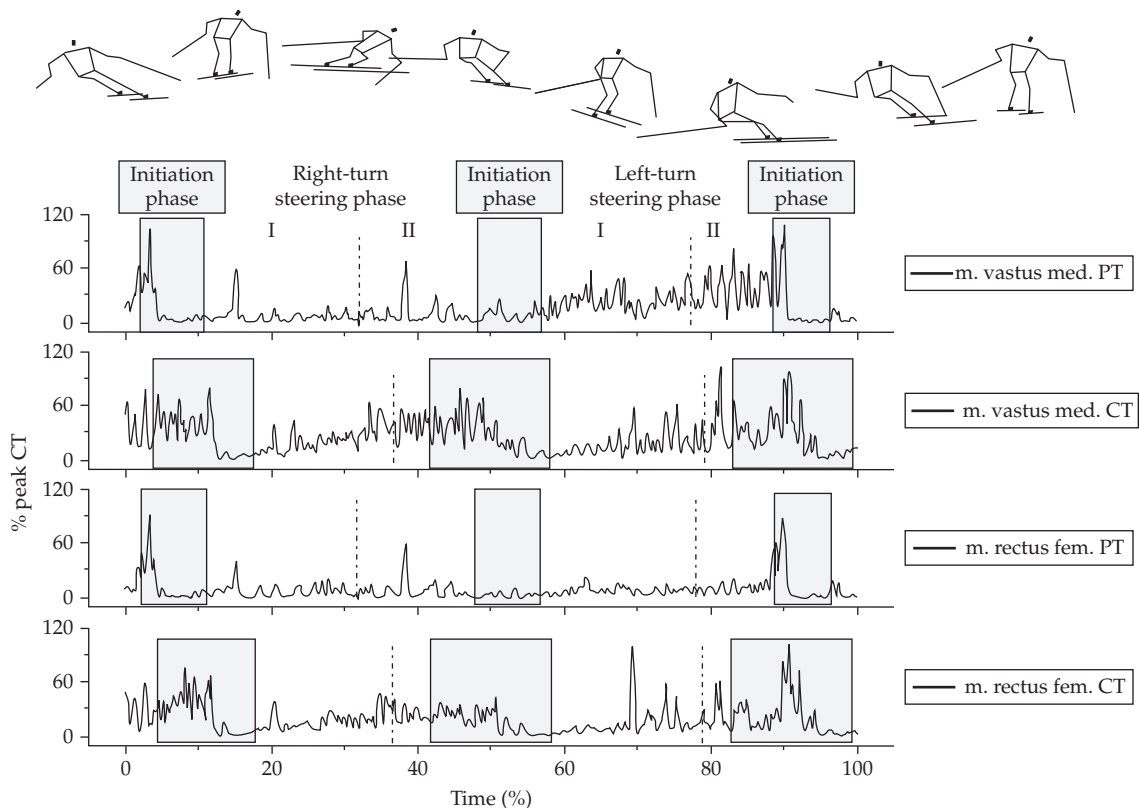 Initiation
phase
Right-turn
steering phase
Initiation
phase
Left-turn
steering phase
Initiation
phase
I
II
I
II
120
60
0
m. vastus med. PT
120
60
0
m. vastus med. CT
% peak CT
120
60
0
m. rectus fem. PT
120
60
0
m. rectus fem. CT
0 20 40 60 80 100
Time (%)